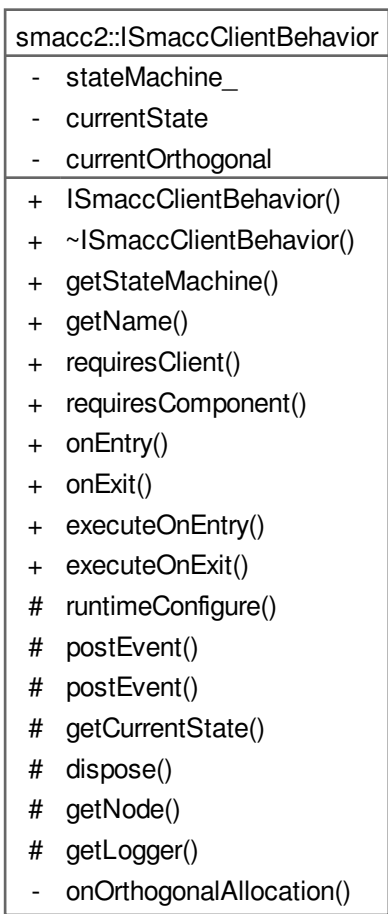 smacc2::ISmaccClientBehavior
- stateMachine_
- currentState
- currentOrthogonal
+ ISmaccClientBehavior()
+ ~ISmaccClientBehavior()
+ getStateMachine()
+ getName()
+ requiresClient()
+ requiresComponent()
+ onEntry()
+ onExit()
+ executeOnEntry()
+ executeOnExit()
# runtimeConfigure()
# postEvent()
# postEvent()
# getCurrentState()
# dispose()
# getNode()
# getLogger()
- onOrthogonalAllocation()